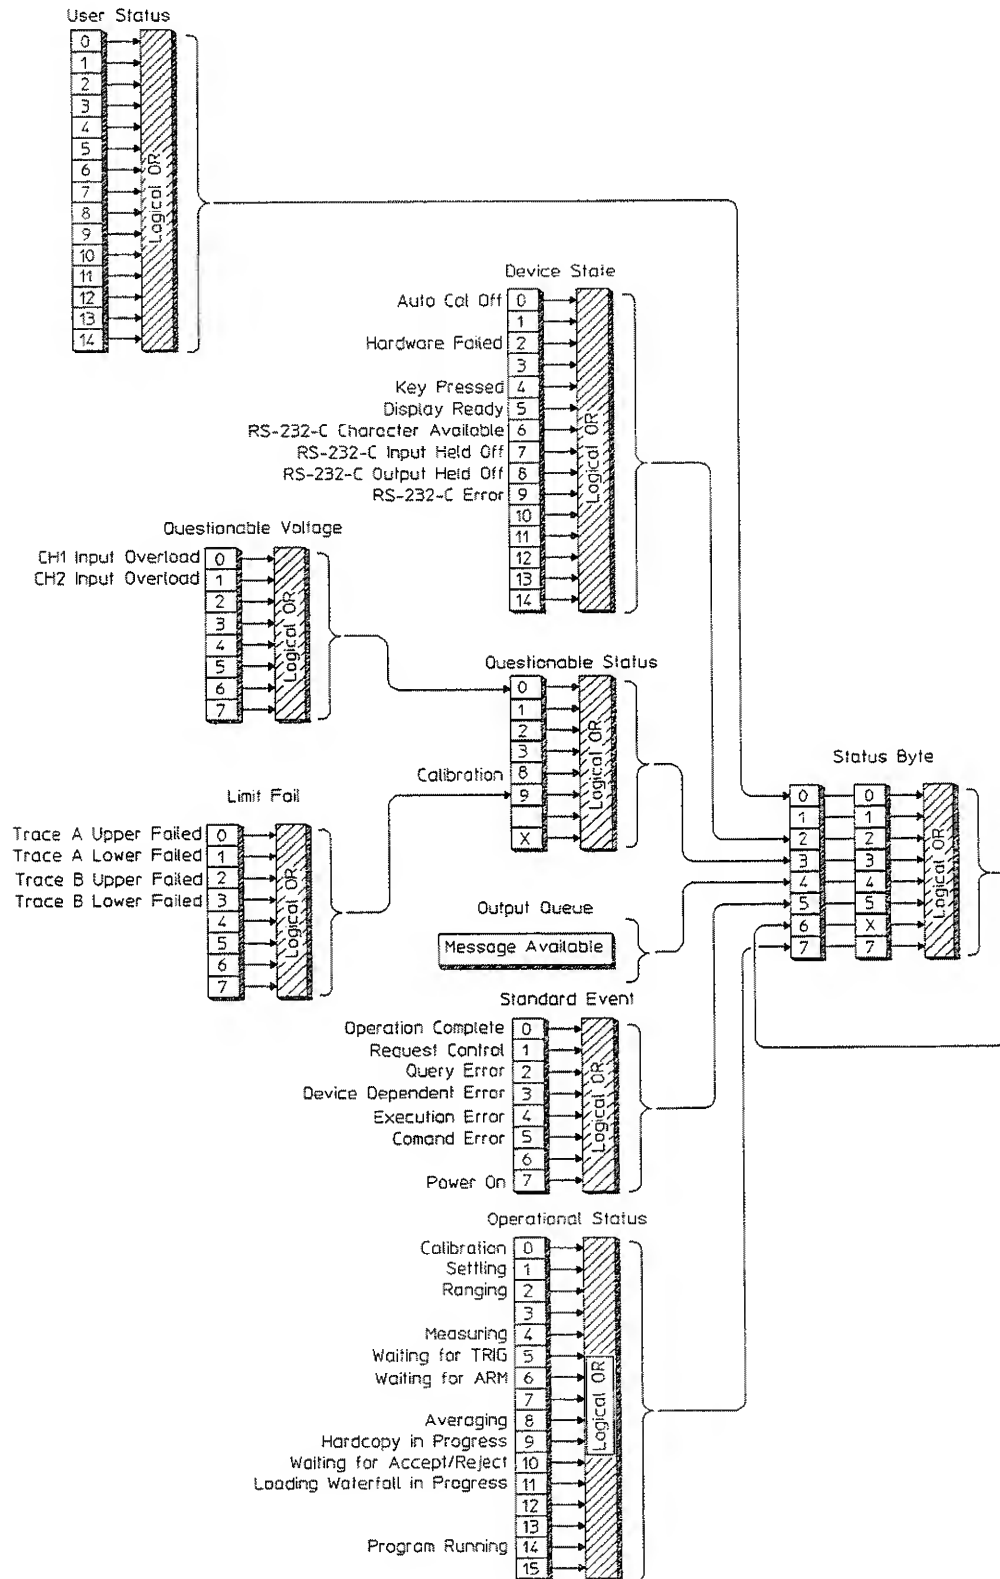 User Status
0
1
2
3
4
5
6
7
8
9
10
11
12
13
14
Logical OR
Device State
Auto Cal Off 0
1
Hardware Failed 2
3
Key Pressed 4
Display Ready 5
RS-232-C Character Available 6
RS-232-C Input Held Off 7
RS-232-C Output Held Off 8
RS-232-C Error 9
10
11
12
13
14
Logical OR
Questionable Voltage
CH1 Input Overload 0
CH2 Input Overload 1
2
3
4
5
6
7
Logical OR
Questionable Status
0
1
2
3
Calibration 8
9
X
Logical OR
Limit Fail
Trace A Upper Failed 0
Trace A Lower Failed 1
Trace B Upper Failed 2
Trace B Lower Failed 3
4
5
6
7
Logical OR
Status Byte
0 0
1 1
2 2
3 3
4 4
5 5
6 X
7 7
Logical OR
Output Queue
Message Available
Standard Event
Operation Complete 0
Request Control 1
Query Error 2
Device Dependent Error 3
Execution Error 4
Comand Error 5
6
Power On 7
Logical OR
Operational Status
Calibration 0
Settling 1
Ranging 2
3
Measuring 4
Waiting for TRIG 5
Waiting for ARM 6
7
Averaging 8
Hardcopy in Progress 9
Waiting for Accept/Reject 10
Loading Waterfall in Progress 11
12
13
Program Running 14
15
Logical OR